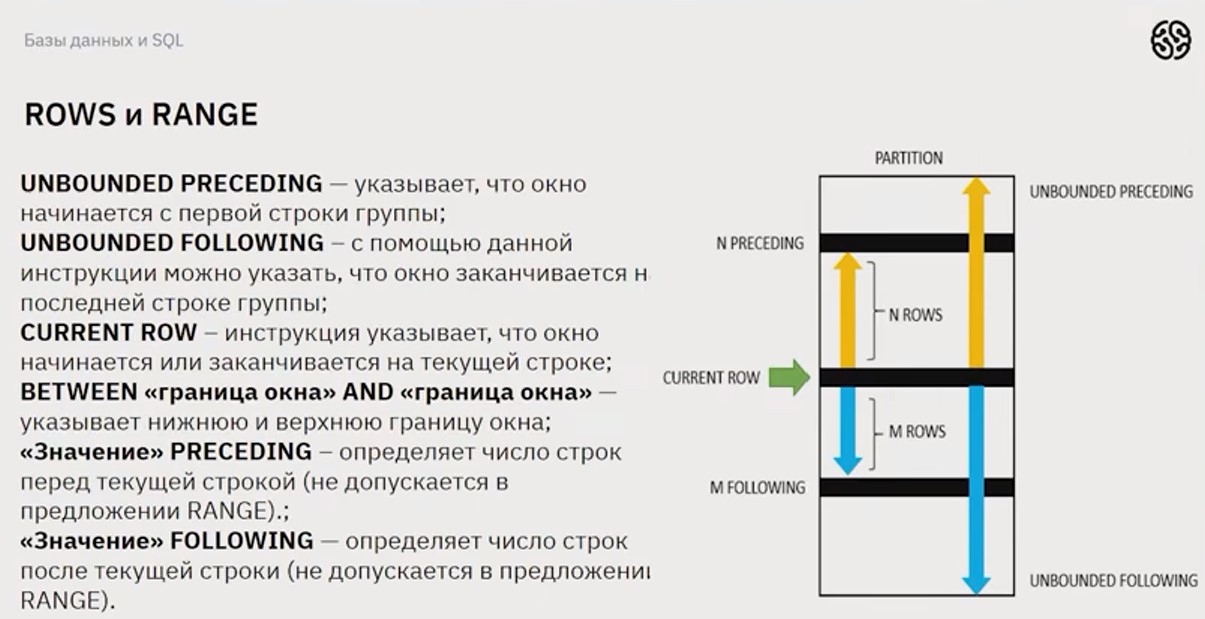 Базы данных и SQL
ROWS и RANGE
UNBOUNDED PRECEDING — указывает, что окно
начинается с первой строки группы;
UNBOUNDED FOLLOWING – с помощью данной
инструкции можно указать, что окно заканчивается н
последней строке группы;
CURRENT ROW – инструкция указывает, что окно
начинается или заканчивается на текущей строке;
BETWEEN «граница окна» AND «граница окна» —
указывает нижнюю и верхнюю границу окна;
«Значение» PRECEDING – определяет число строк
перед текущей строкой (не допускается в
предложении RANGE).;
«Значение» FOLLOWING — определяет число строк
после текущей строки (не допускается в предложени
RANGE).
PARTITION
UNBOUNDED PRECEDING
N PRECEDING
N ROWS
CURRENT ROW
M ROWS
M FOLLOWING
UNBOUNDED FOLLOWING